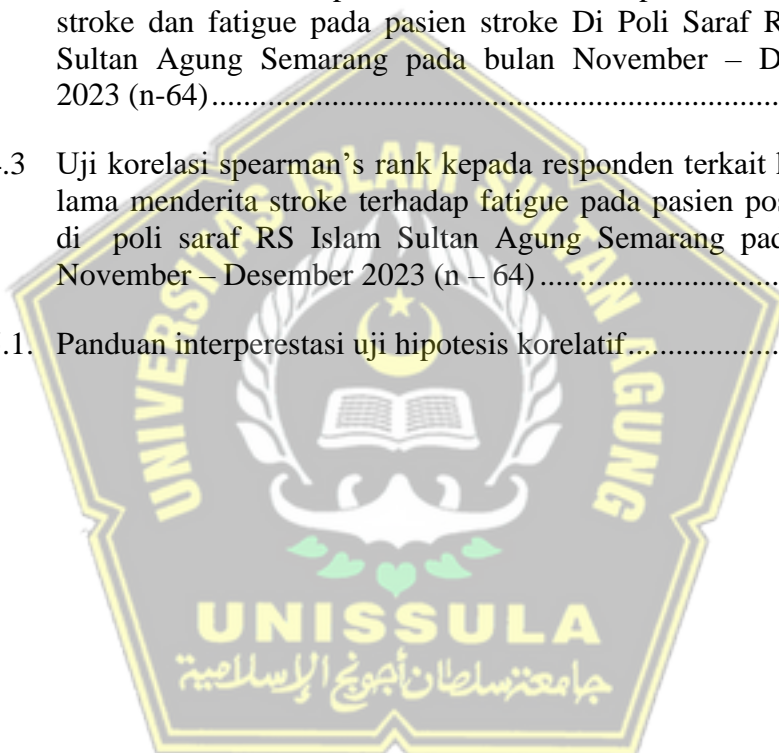 stroke dan fatigue pada pasien stroke Di Poli Saraf R
Sultan Agung Semarang pada bulan November – D
2023 (n-64)
.3 Uji korelasi spearman's rank kepada responden terkait
lama menderita stroke terhadap fatigue pada pasien pos
di poli saraf RS Islam Sultan Agung Semarang pad
November – Desember 2023 (n – 64)
.1. Panduan interperestasi uji hipotesis korelatif
UNIVERSITAS ISLAM SULTAN AGUNG
UNISSULA
جامعتسلطان أجونج الإسلامية